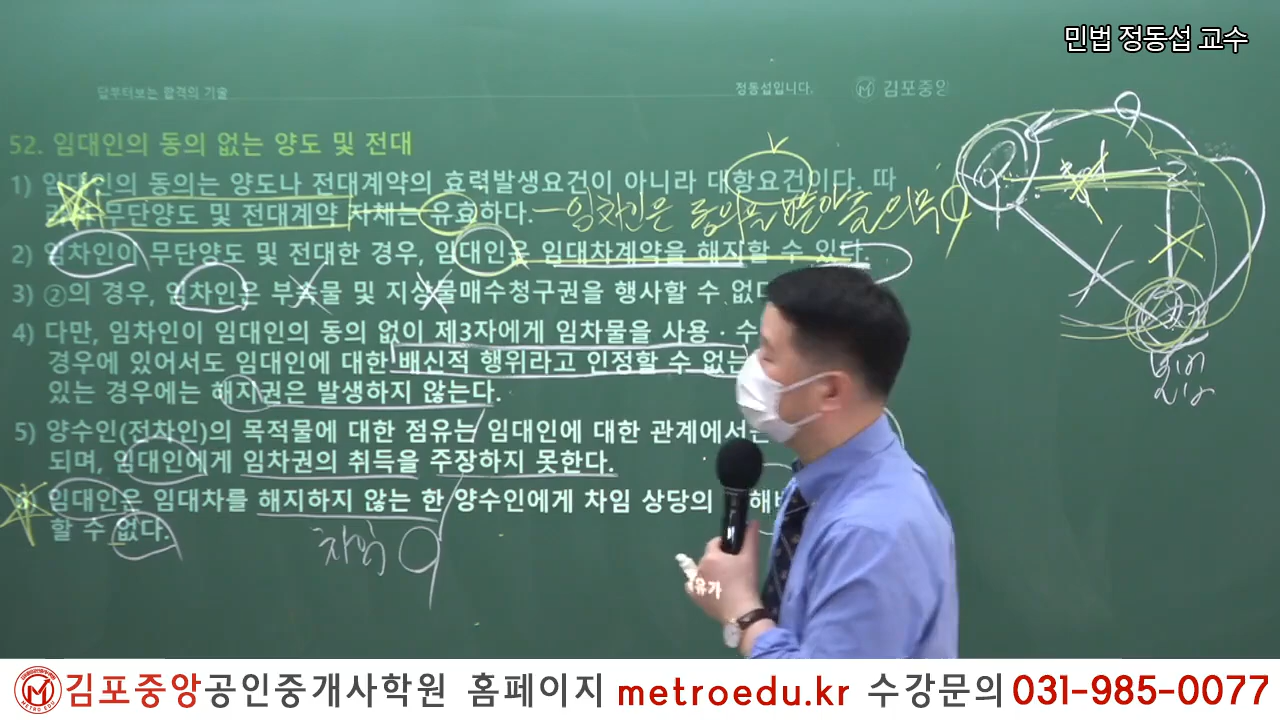 민법 정동섭 교수
답부터보는 합격의 기술
정동섭입니다.
김포중앙
52. 임대인의 동의 없는 양도 및 전대
1) 임대인의 동의는 양도나 전대계약의 효력발생요건이 아니라 대항요건이다. 따
라서 무단양도 및 전대계약 자체는 유효하다. - 임차인은 동의를 받아줄 의무
2) 임차인이 무단양도 및 전대한 경우, 임대인은 임대차계약을 해지할 수 있다.
3) ②의 경우, 임차인은 부속물 및 지상물매수청구권을 행사할 수 없다
4) 다만, 임차인이 임대인의 동의 없이 제3자에게 임차물을 사용 · 수
경우에 있어서도 임대인에 대한 배신적 행위라고 인정할 수 없는
있는 경우에는 해지권은 발생하지 않는다.
5) 양수인(전차인)의 목적물에 대한 점유는 임대인에 대한 관계에서는
되며, 임대인에게 임차권의 취득을 주장하지 못한다.
6) 임대인은 임대차를 해지하지 않는 한 양수인에게 차임 상당의 해배
할 수 없다.
차임
유가
METRO EDU
김포중앙공인중개사학원 홈페이지 metroedu.kr 수강문의 031-985-0077